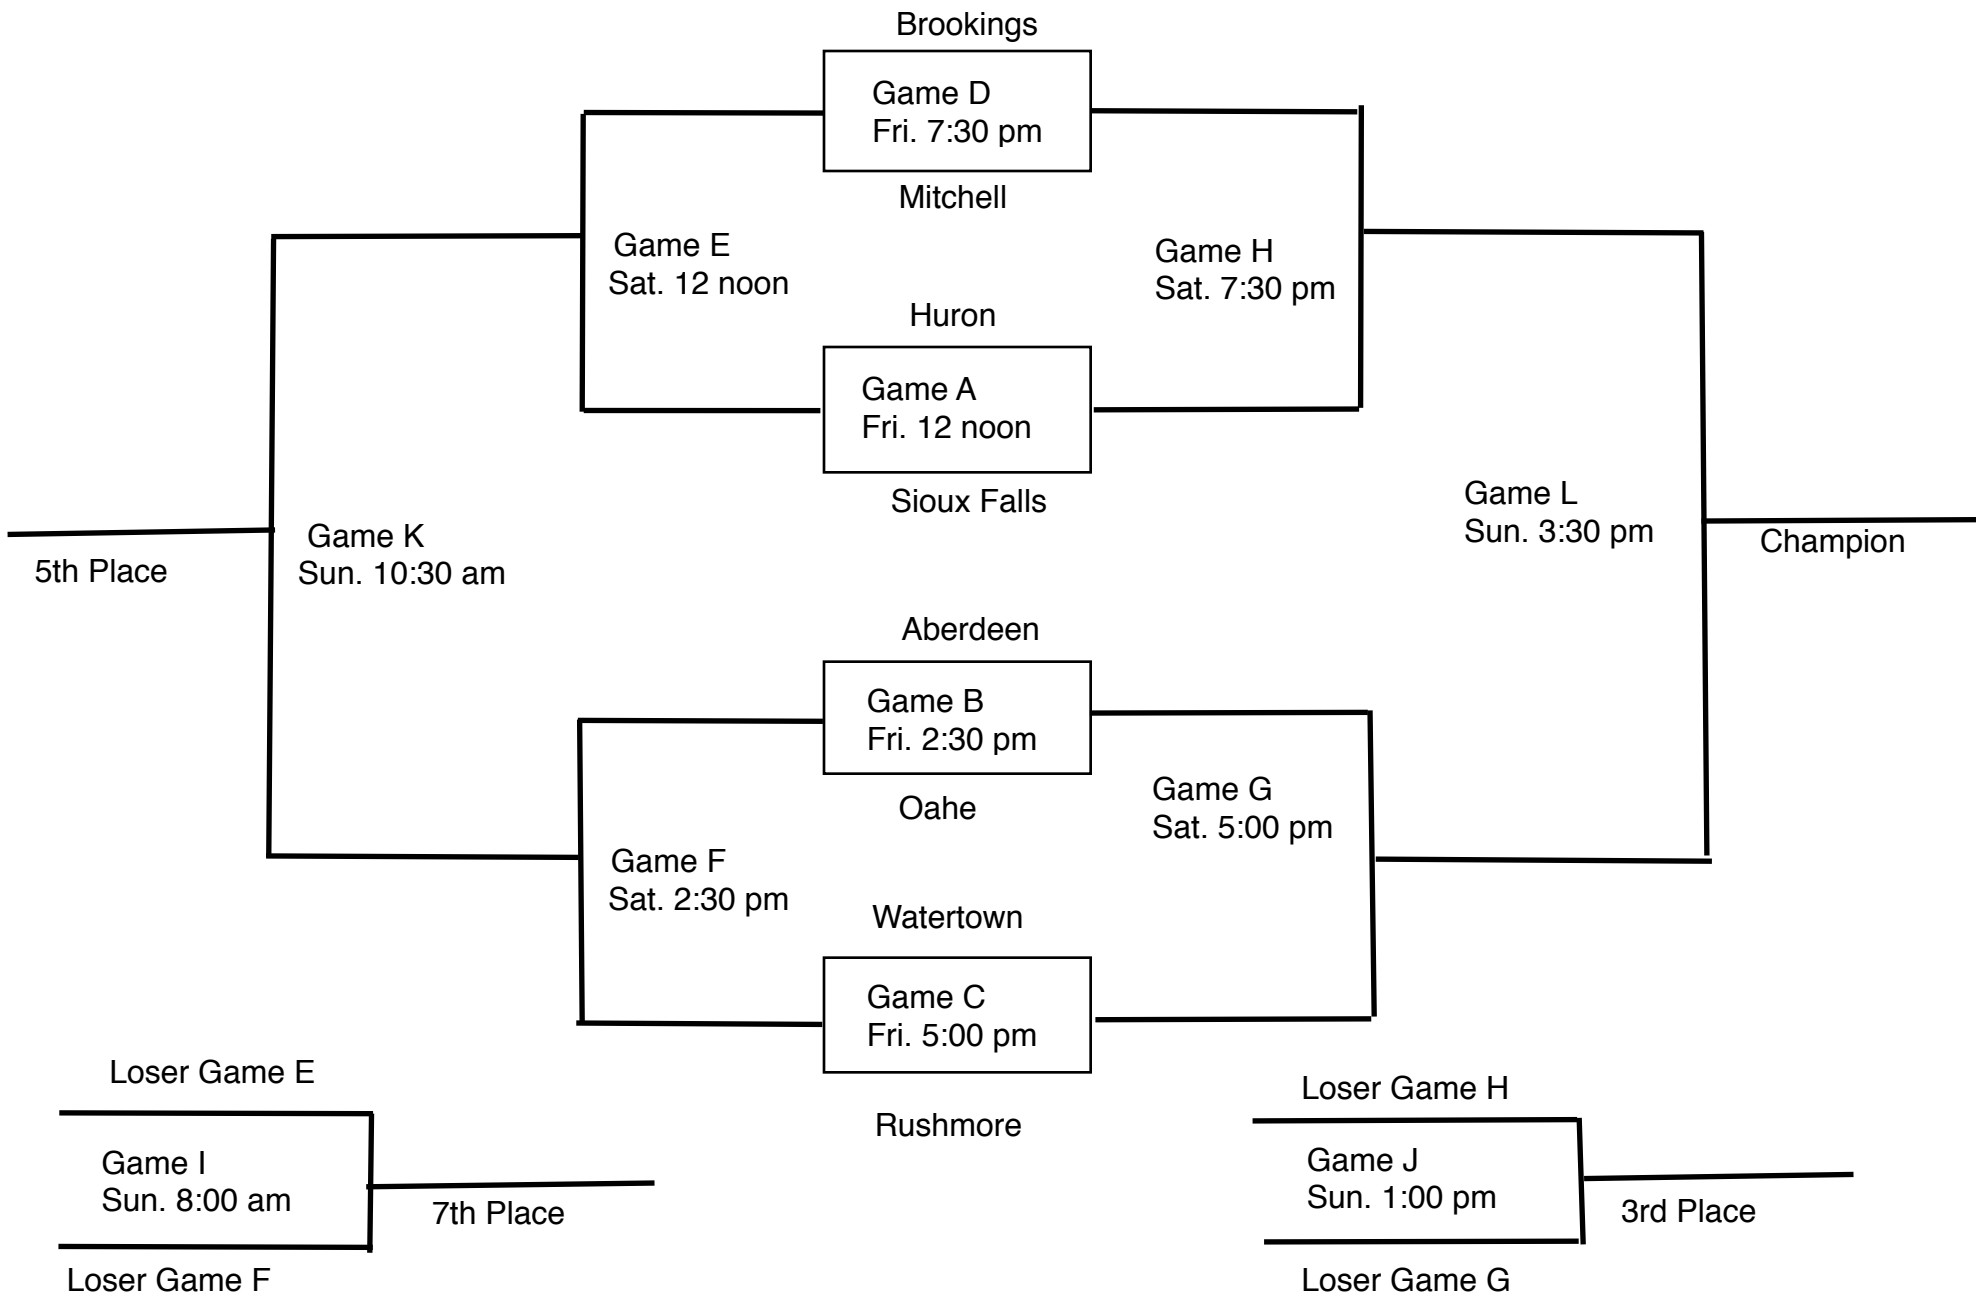 Brookings
Game D
Fri. 7:30 pm
Mitchell
Game E
Sat. 12 noon
Game H
Sat. 7:30 pm
Huron
Game A
Fri. 12 noon
Sioux Falls
Game L
Sun. 3:30 pm
Champion
Game K
Sun. 10:30 am
5th Place
Aberdeen
Game B
Fri. 2:30 pm
Oahe
Game G
Sat. 5:00 pm
Game F
Sat. 2:30 pm
Watertown
Game C
Fri. 5:00 pm
Rushmore
Loser Game E
Game I
Sun. 8:00 am
7th Place
Loser Game F
Loser Game H
Game J
Sun. 1:00 pm
3rd Place
Loser Game G